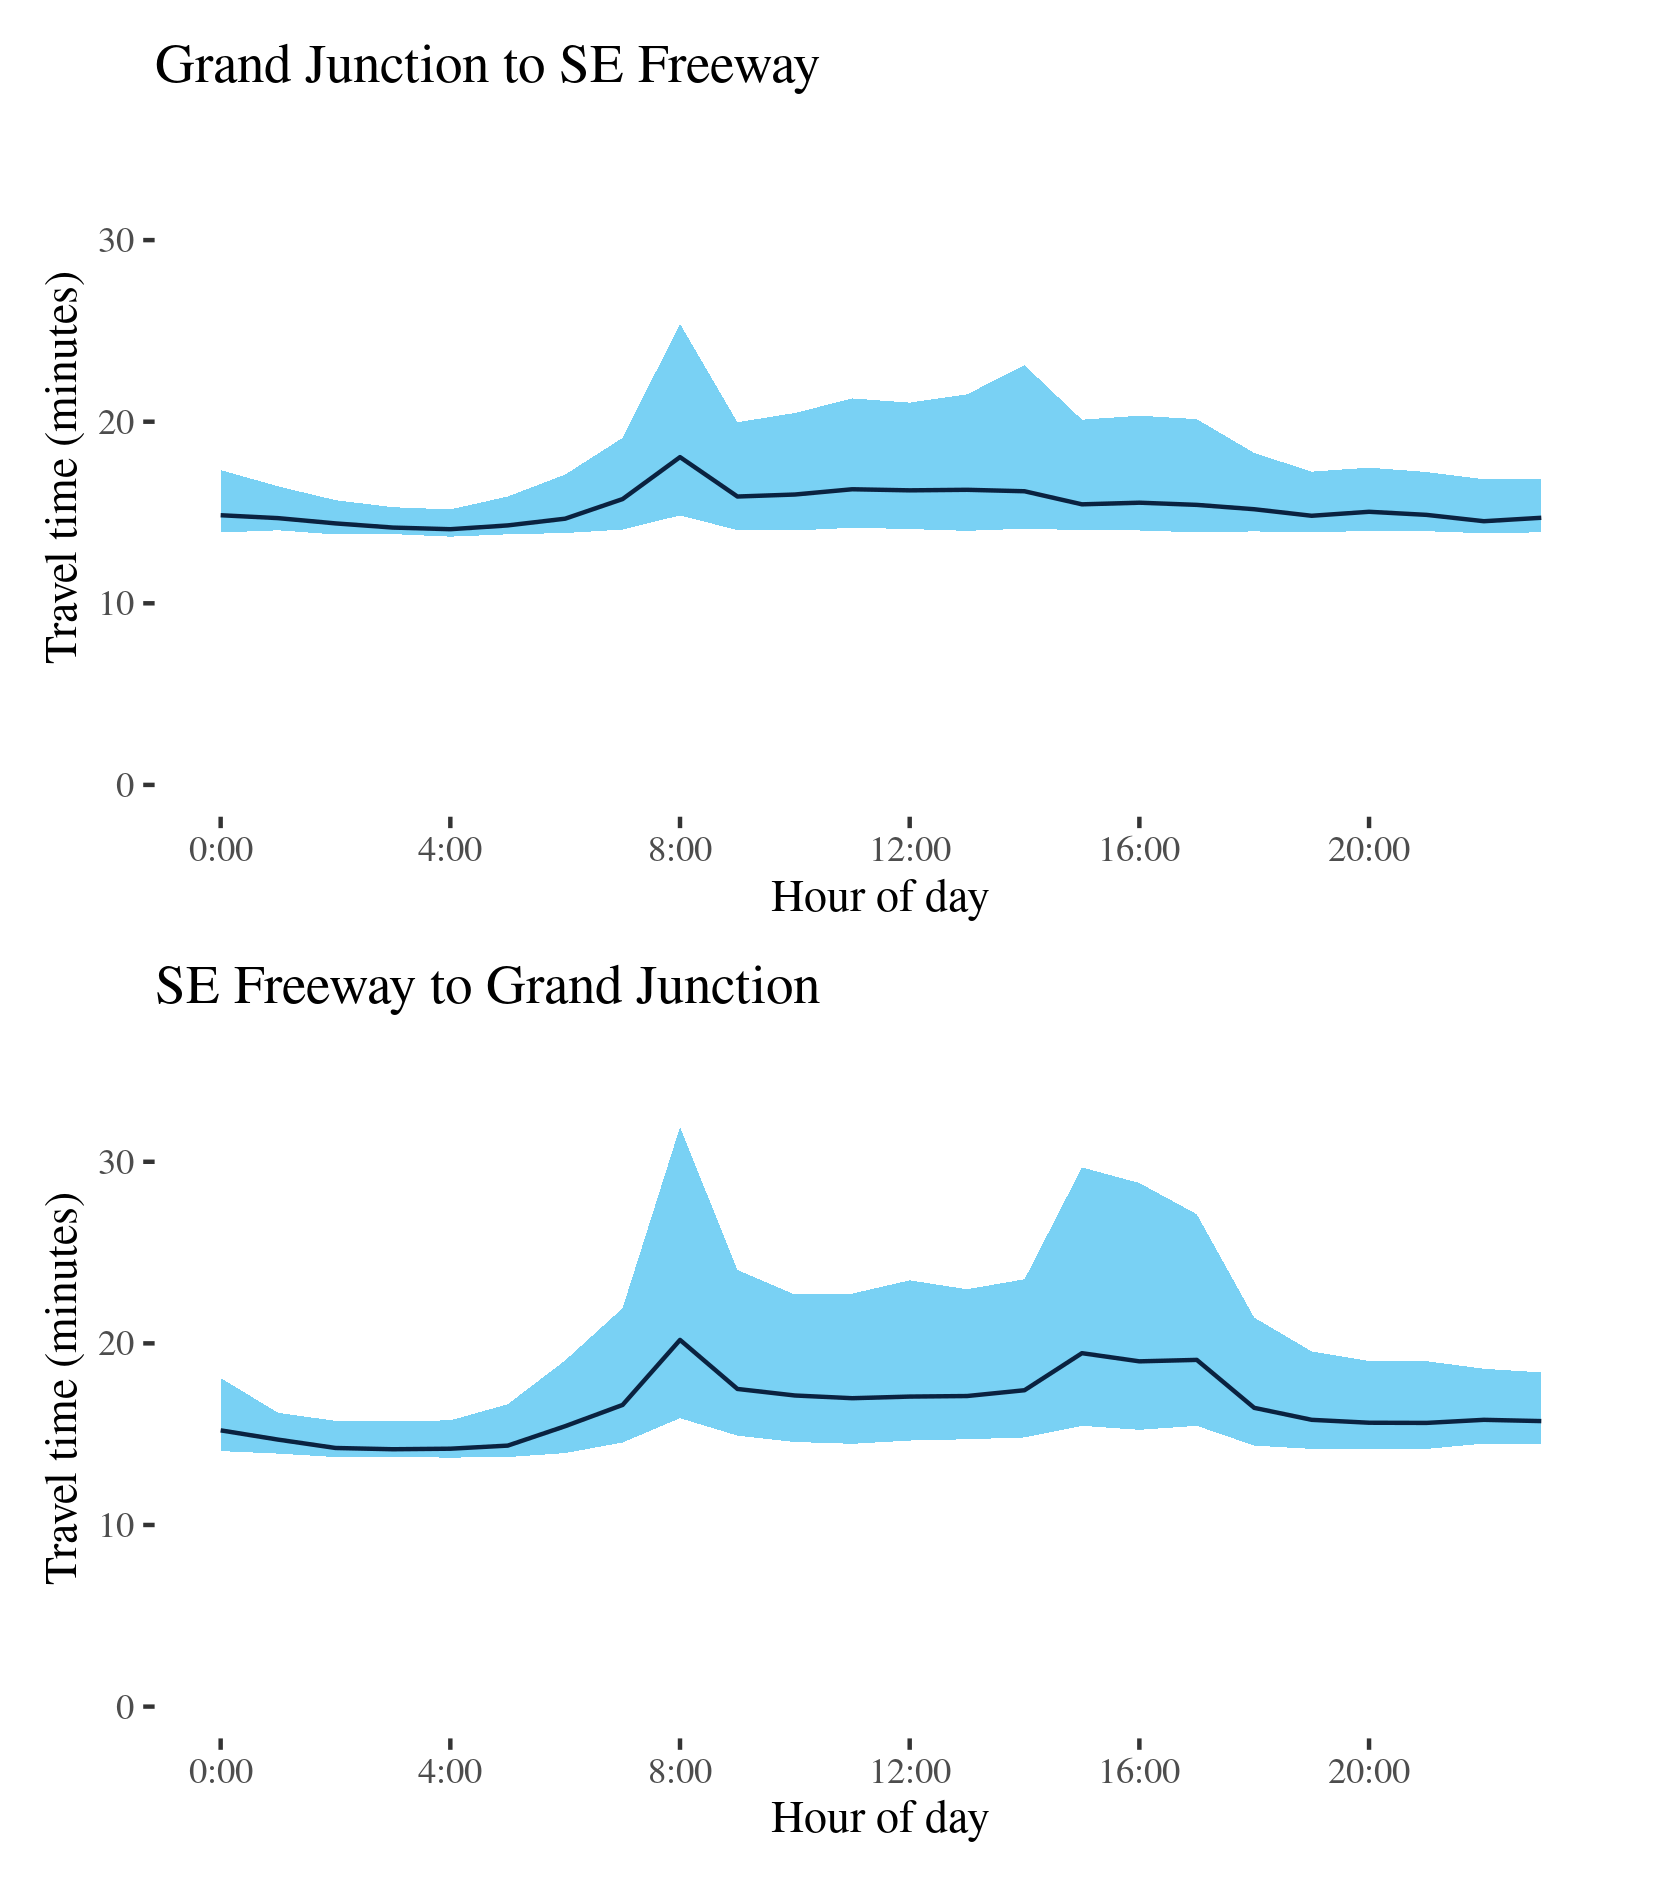 Grand Junction to SE Freeway
30
20
10
0
Travel time (minutes)
0:00 4:00 8:00 12:00 16:00 20:00
Hour of day
SE Freeway to Grand Junction
30
20
10
0
Travel time (minutes)
0:00 4:00 8:00 12:00 16:00 20:00
Hour of day